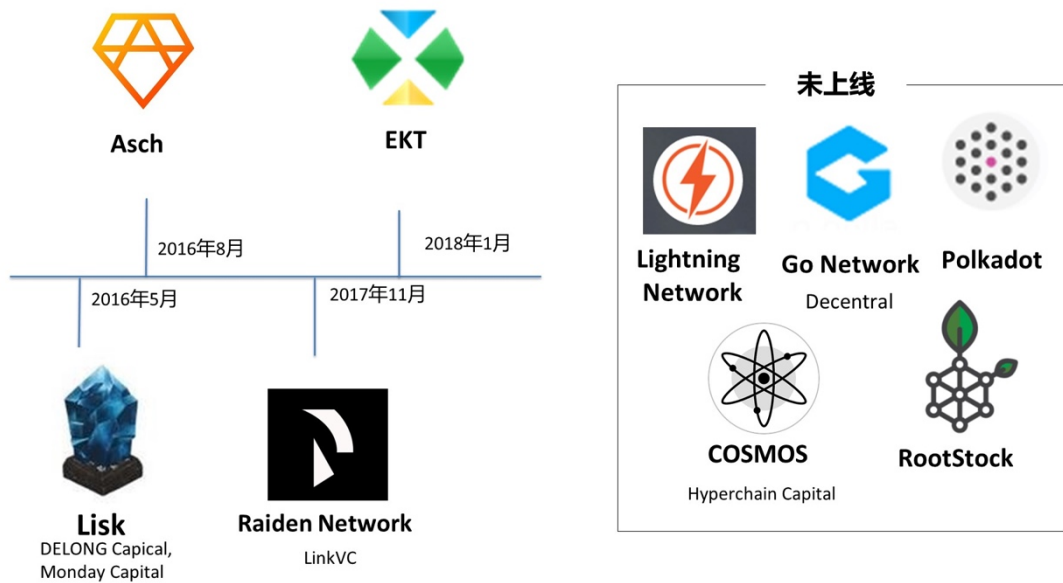 Asch
EKT
2016年8月
2018年1月
2016年5月
2017年11月
Lisk
DELONG Capical,
Monday Capital
Raiden Network
LinkVC
未上线
Lightning
Network
Go Network
Decentral
Polkadot
COSMOS
Hyperchain Capital
RootStock